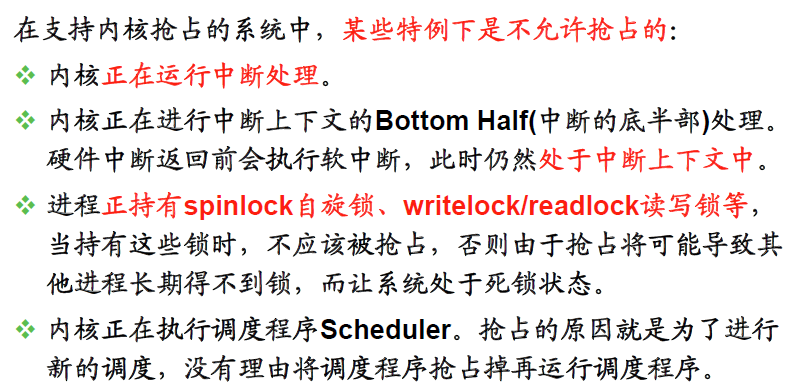 在支持内核抢占的系统中，某些特例下是不允许抢占的：
内核正在运行中断处理。
内核正在进行中断上下文的Bottom Half(中断的底半部)处理。
硬件中断返回前会执行软中断，此时仍然处于中断上下文中。
进程正持有spinlock自旋锁、writelock/readlock读写锁等，
当持有这些锁时，不应该被抢占，否则由于抢占将可能导致其
他进程长期得不到锁，而让系统处于死锁状态。
内核正在执行调度程序Scheduler。抢占的原因就是为了进行
新的调度，没有理由将调度程序抢占掉再运行调度程序。